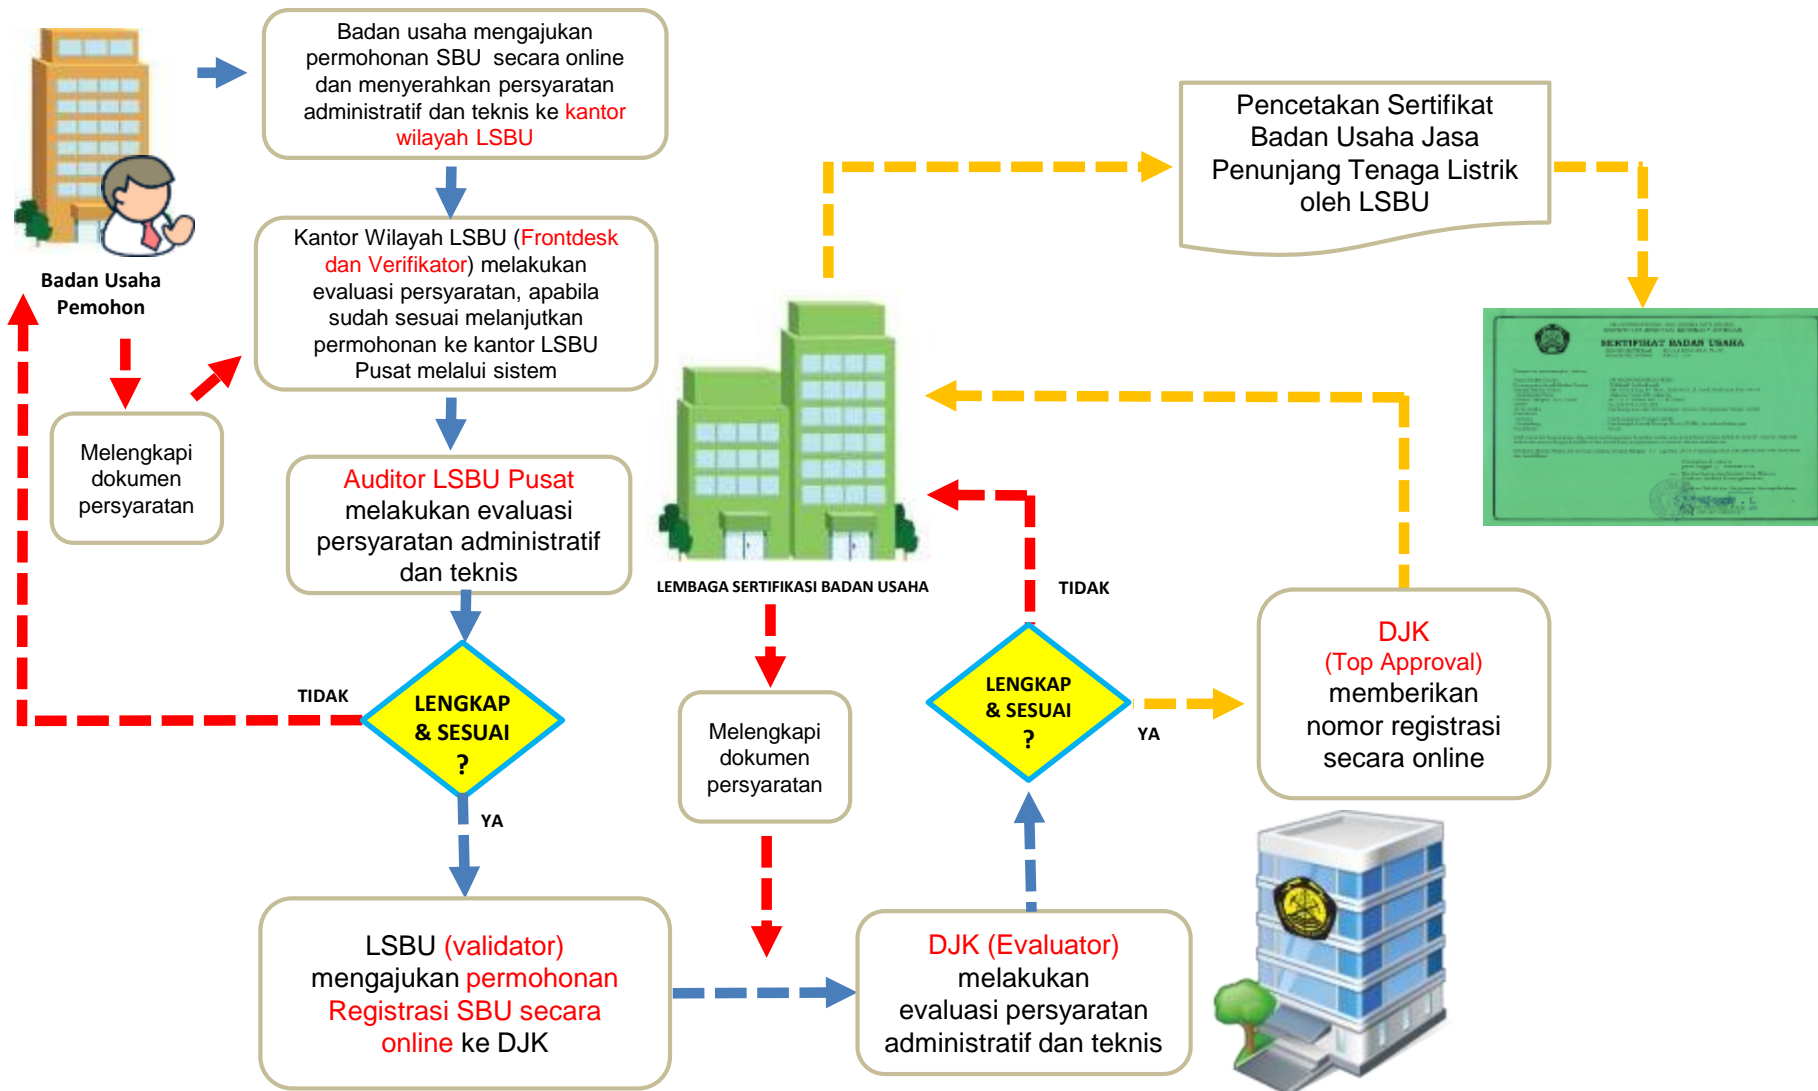 Badan usaha mengajukan
permohonan SBU secara online
dan menyerahkan persyaratan
administratif dan teknis ke kantor
wilayah LSBU
Badan Usaha
Pemohon
Kantor Wilayah LSBU (Frontdesk
dan Verifikator) melakukan
evaluasi persyaratan, apabila
sudah sesuai melanjutkan
permohonan ke kantor LSBU
Pusat melalui sistem
Melengkapi
dokumen
persyaratan
Auditor LSBU Pusat
melakukan evaluasi
persyaratan administratif
dan teknis
TIDAK
LENGKAP
& SESUAI
?
YA
LSBU (validator)
mengajukan permohonan
Registrasi SBU secara
online ke DJK
LEMBAGA SERTIFIKASI BADAN USAHA
Melengkapi
dokumen
persyaratan
DJK (Evaluator)
melakukan
evaluasi persyaratan
administratif dan teknis
TIDAK
LENGKAP
& SESUAI
?
YA
DJK
(Top Approval)
memberikan
nomor registrasi
secara online
Pencetakan Sertifikat
Badan Usaha Jasa
Penunjang Tenaga Listrik
oleh LSBU
SERTIFIKAT BADAN USAHA